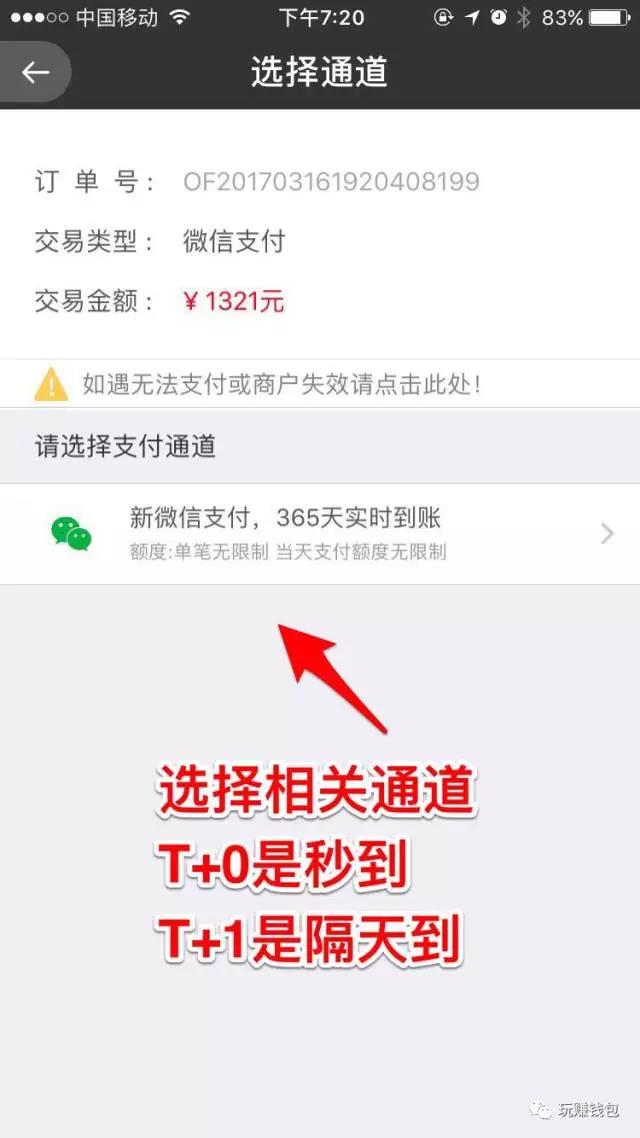 中国移动 下午7:20 83%
选择通道
订 单 号： OF201703161920408199
交易类型： 微信支付
交易金额： ¥ 1321元
如遇无法支付或商户失效请点击此处！
请选择支付通道
新微信支付，365天实时到账
额度:单笔无限制 当天支付额度无限制
选择相关通道
T+0是秒到
T+1是隔天到
玩赚钱包